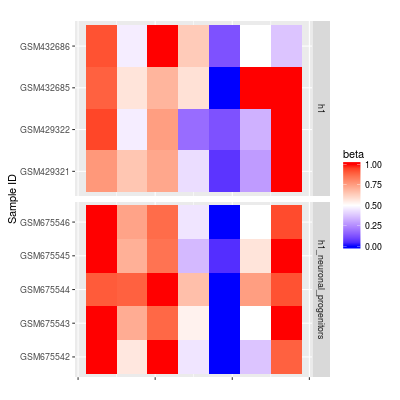 GSM432686
GSM432685
GSM429322
GSM429321
h1
GSM675546
GSM675545
GSM675544
GSM675543
GSM675542
h1_neuronal_progenitors
Sample ID
beta
1.00
0.75
0.50
0.25
0.00